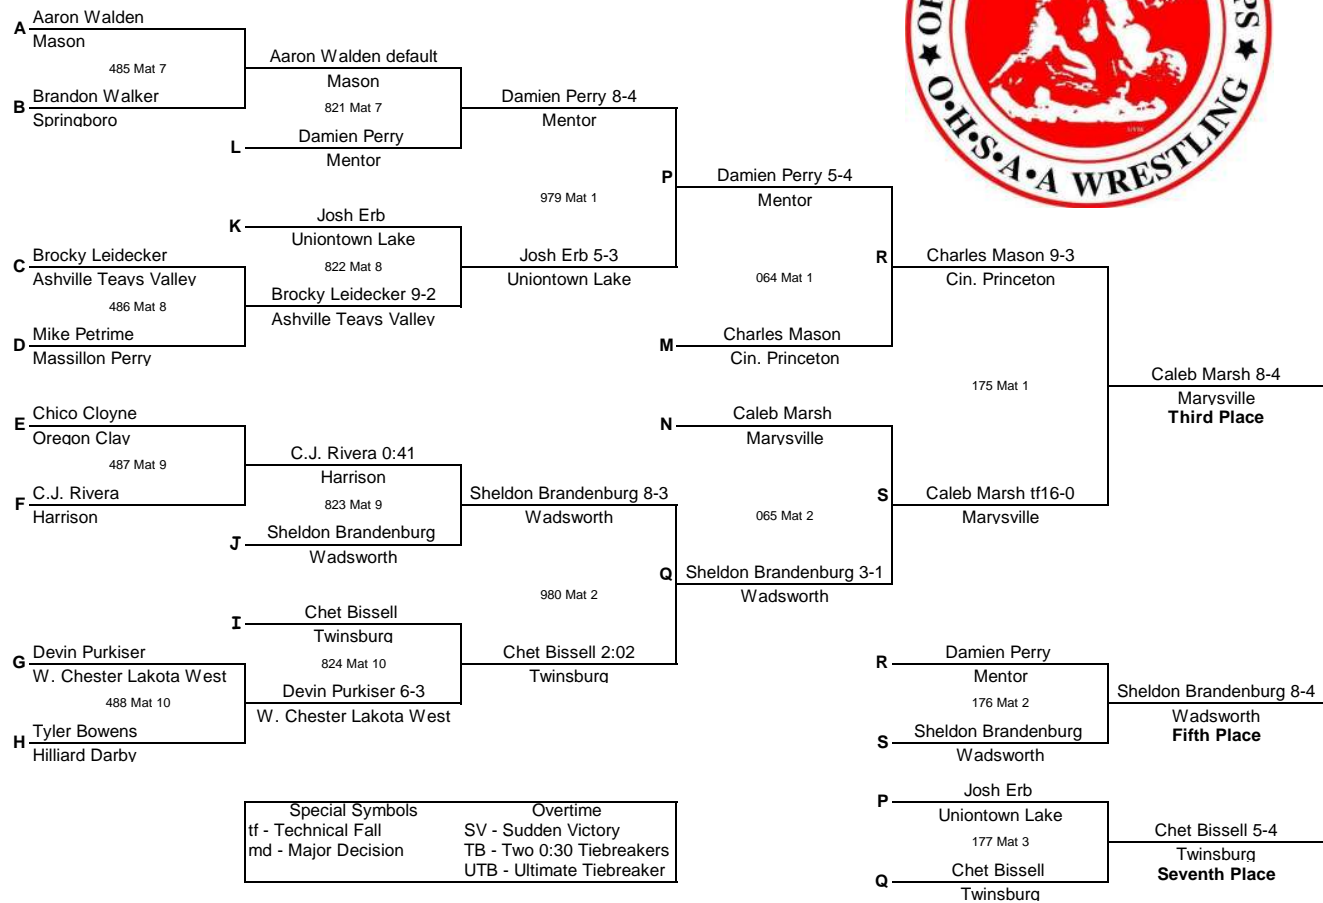 A Aaron Walden
Mason
485 Mat 7
B Brandon Walker
Springboro
Aaron Walden default
Mason
821 Mat 7
L Damien Perry
Mentor
Damien Perry 8-4
Mentor
979 Mat 1
K Josh Erb
Uniontown Lake
822 Mat 8
C Brocky Leidecker
Ashville Teays Valley
486 Mat 8
D Mike Petrime
Massillon Perry
Brocky Leidecker 9-2
Ashville Teays Valley
Josh Erb 5-3
Uniontown Lake
P Damien Perry 5-4
Mentor
064 Mat 1
M Charles Mason
Cin. Princeton
R Charles Mason 9-3
Cin. Princeton
175 Mat 1
Caleb Marsh 8-4
Marysville
Third Place
E Chico Cloyne
Oregon Clay
487 Mat 9
F C.J. Rivera
Harrison
C.J. Rivera 0:41
Harrison
823 Mat 9
J Sheldon Brandenburg
Wadsworth
Sheldon Brandenburg 8-3
Wadsworth
980 Mat 2
I Chet Bissell
Twinsburg
824 Mat 10
G Devin Purkiser
W. Chester Lakota West
488 Mat 10
H Tyler Bowens
Hilliard Darby
Devin Purkiser 6-3
W. Chester Lakota West
Chet Bissell 2:02
Twinsburg
N Caleb Marsh
Marysville
065 Mat 2
Q Sheldon Brandenburg 3-1
Wadsworth
S Caleb Marsh tf16-0
Marysville
R Damien Perry
Mentor
176 Mat 2
S Sheldon Brandenburg
Wadsworth
Sheldon Brandenburg 8-4
Wadsworth
Fifth Place
P Josh Erb
Uniontown Lake
177 Mat 3
Q Chet Bissell
Twinsburg
Chet Bissell 5-4
Twinsburg
Seventh Place
Special Symbols
tf - Technical Fall
md - Major Decision
Overtime
SV - Sudden Victory
TB - Two 0:30 Tiebreakers
UTB - Ultimate Tiebreaker
O•H•S•A•A WRESTLING